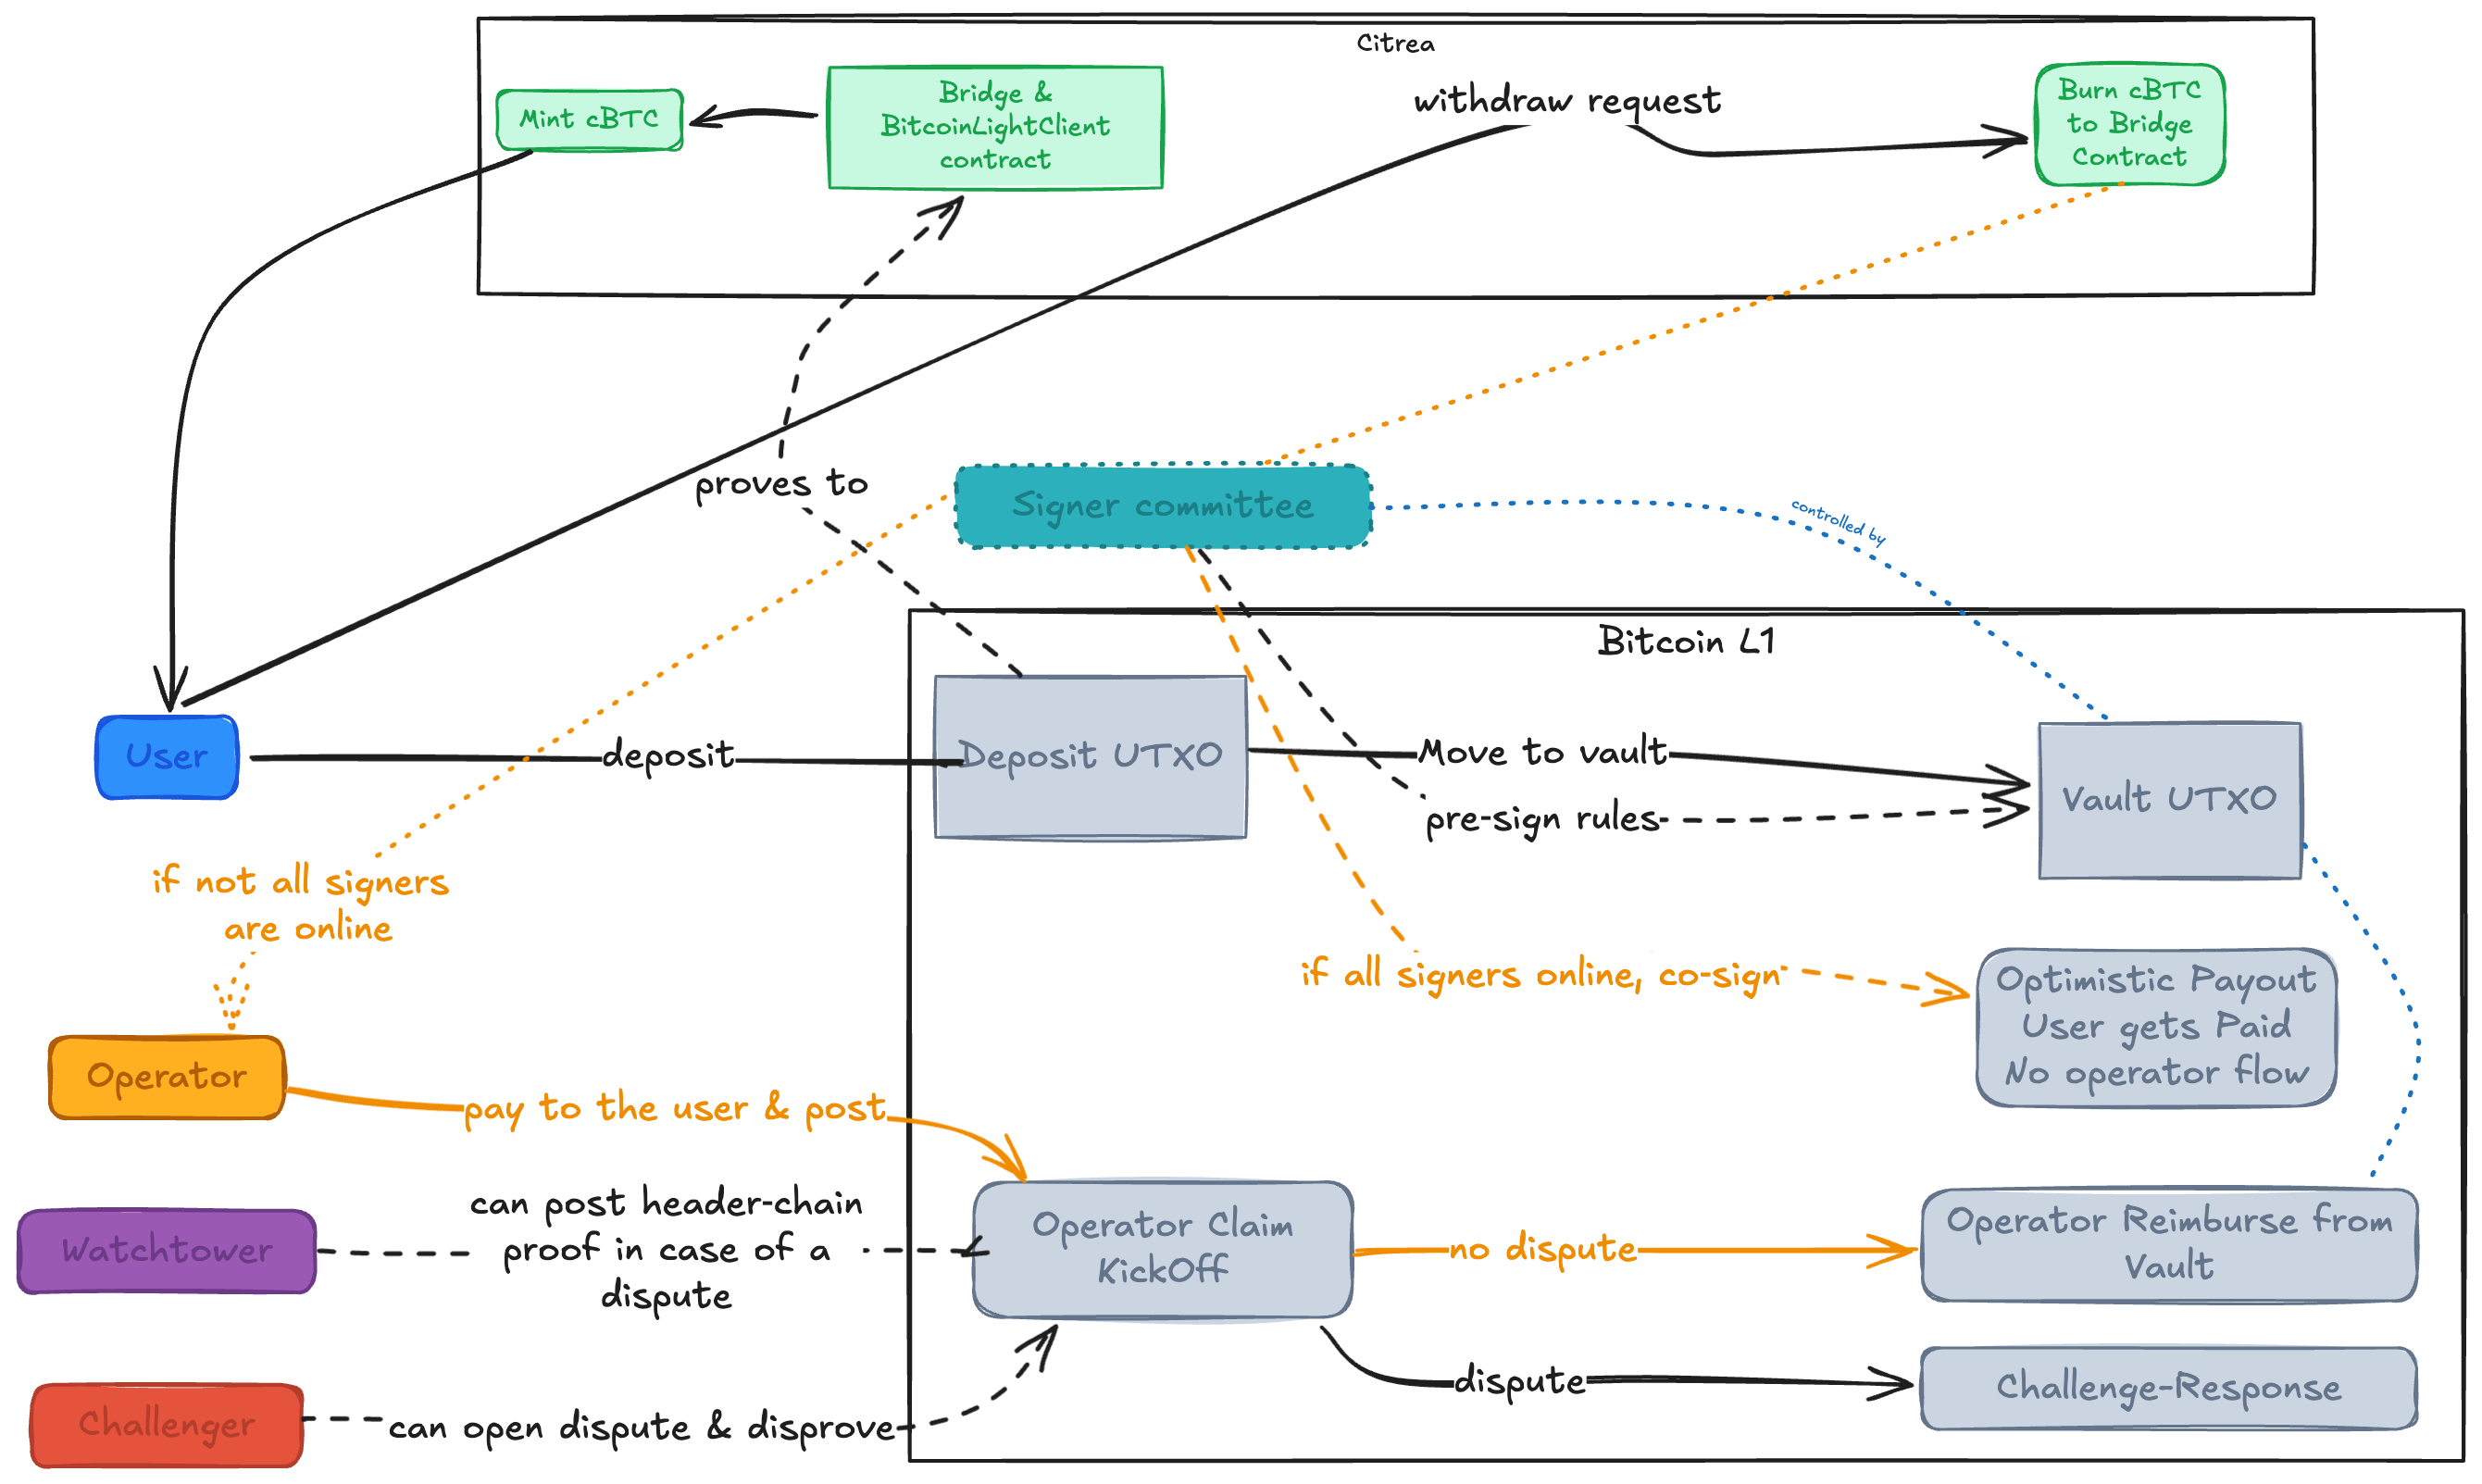 Citrea
Mint cBTC
Bridge &
BitcoinLightClient
contract
withdraw request
Burn cBTC
to Bridge
Contract
proves to
Signer committee
controlled by
Bitcoin L1
User
deposit
Deposit UTXO
Move to vault
pre-sign rules
Vault UTXO
if not all signers
are online
if all signers online, co-sign
Optimistic Payout
User gets Paid
No operator flow
Operator
pay to the user & post
Watchtower
can post header-chain
proof in case of a
dispute
Operator Claim
KickOff
no dispute
Operator Reimburse from
Vault
dispute
Challenge-Response
Challenger
can open dispute & disprove